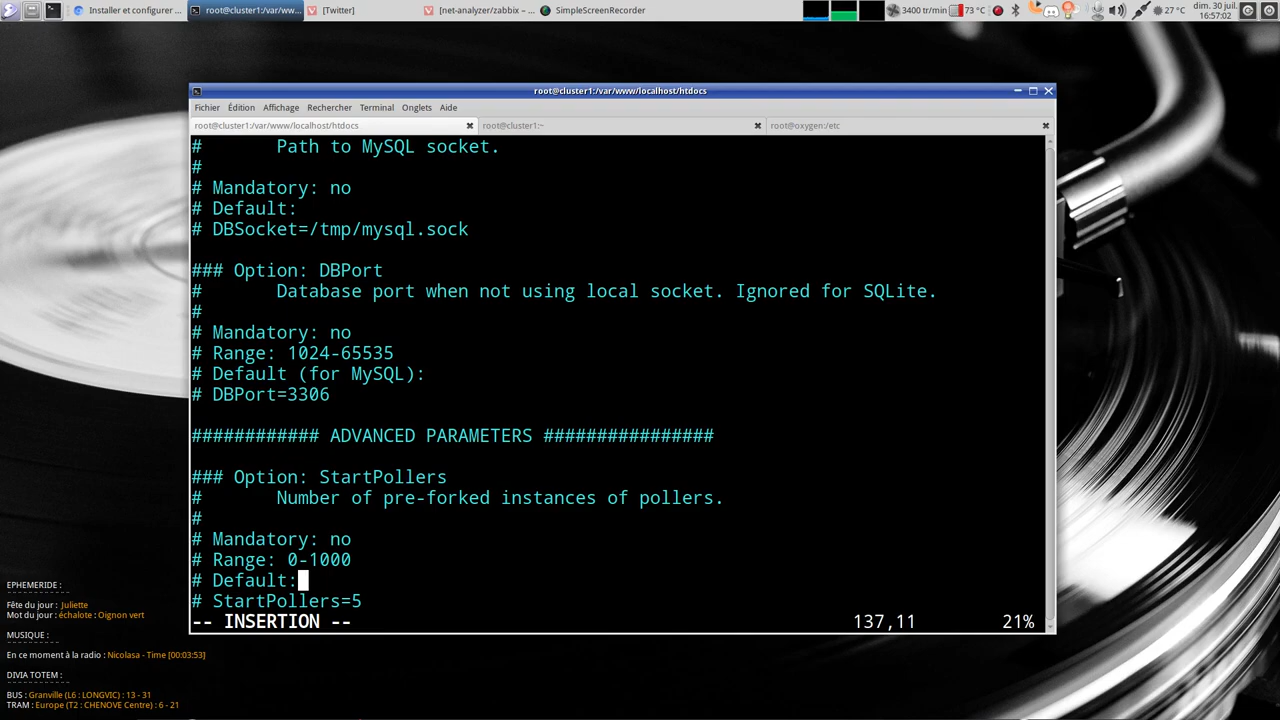 Installer et configurer ...
root@cluster1:/var/ww...
[Twitter]
[net-analyzer/zabbix – ...
SimpleScreenRecorder
3400 tr/min
73 °C
27 °C
dim. 30 juil.
16:57:02
root@cluster1:/var/www/localhost/htdocs
Fichier Édition Affichage Rechercher Terminal Onglets Aide
root@cluster1:/var/www/localhost/htdocs
root@cluster1:~
root@oxygen:/etc
#       Path to MySQL socket.
#
# Mandatory: no
# Default:
# DBSocket=/tmp/mysql.sock
### Option: DBPort
#       Database port when not using local socket. Ignored for SQLite.
#
# Mandatory: no
# Range: 1024-65535
# Default (for MySQL):
# DBPort=3306
############ ADVANCED PARAMETERS ################
### Option: StartPollers
#       Number of pre-forked instances of pollers.
#
# Mandatory: no
# Range: 0-1000
# Default:
# StartPollers=5
-- INSERTION -- 137,11 21%
EPHEMERIDE :
Fête du jour : Juliette
Mot du jour : échalote : Oignon vert
MUSIQUE :
En ce moment à la radio : Nicolasa - Time [00:03:53]
DIVIA TOTEM :
BUS : Granville (L6 : LONGVIC) : 13 - 31
TRAM : Europe (T2 : CHENOVE Centre) : 6 - 21